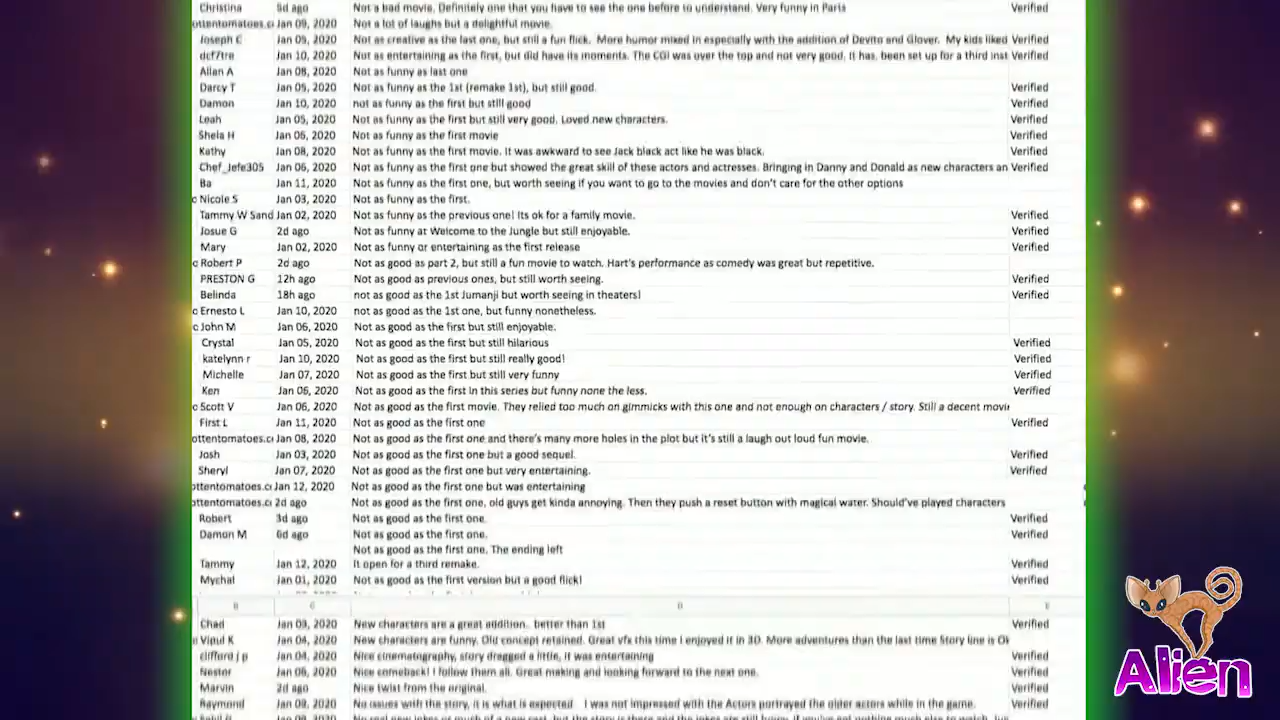 Christina 5d ago Not a bad movie. Definitely one that you have to see the one before to understand. Very funny in Parts Verified
ottentomatoes.c Jan 09, 2020 Not a lot of laughs but a delightful movie.
Joseph C Jan 05, 2020 Not as creative as the last one, but still a fun flick. More humor mixed in especially with the addition of Devito and Glover. My kids liked Verified
dcf7tre Jan 10, 2020 Not as entertaining as the first, but did have its moments. The CGI was over the top and not very good. It has, been set up for a third inst Verified
Allen A Jan 08, 2020 Not as funny as last one
Darcy T Jan 05, 2020 Not as funny as the 1st (remake 1st), but still good. Verified
Damon Jan 10, 2020 not as funny as the first but still good Verified
Leah Jan 05, 2020 Not as funny as the first but still very good. Loved new characters. Verified
Shela H Jan 06, 2020 Not as funny as the first movie Verified
Kathy Jan 08, 2020 Not as funny as the first movie. It was awkward to see Jack black act like he was black. Verified
Chef_Jefe305 Jan 06, 2020 Not as funny as the first one but showed the great skill of these actors and actresses. Bringing in Danny and Donald as new characters an Verified
Ba Jan 11, 2020 Not as funny as the first one, but worth seeing if you want to go to the movies and don't care for the other options
c Nicole S Jan 03, 2020 Not as funny as the first.
Tammy W Sand Jan 02, 2020 Not as funny as the previous one! Its ok for a family movie. Verified
Josue G 2d ago Not as funny at Welcome to the Jungle but still enjoyable. Verified
Mary Jan 02, 2020 Not as funny or entertaining as the first release Verified
c Robert P 2d ago Not as good as part 2, but still a fun movie to watch. Hart's performance as comedy was great but repetitive.
PRESTON G 12h ago Not as good as previous ones, but still worth seeing. Verified
Belinda 18h ago not as good as the 1st Jumanji but worth seeing in theaters! Verified
c Ernesto L Jan 10, 2020 not as good as the 1st one, but funny nonetheless.
c John M Jan 06, 2020 Not as good as the first but still enjoyable.
Crystal Jan 05, 2020 Not as good as the first but still hilarious Verified
katelynn r Jan 10, 2020 Not as good as the first but still really good! Verified
Michelle Jan 07, 2020 Not as good as the first but still very funny Verified
Ken Jan 06, 2020 Not as good as the first in this series but funny none the less. Verified
c Scott V Jan 06, 2020 Not as good as the first movie. They relied too much on gimmicks with this one and not enough on characters / story. Still a decent movi
First L Jan 11, 2020 Not as good as the first one Verified
ottentomatoes.c Jan 08, 2020 Not as good as the first one and there's many more holes in the plot but it's still a laugh out loud fun movie.
Josh Jan 03, 2020 Not as good as the first one but a good sequel. Verified
Sheryl Jan 07, 2020 Not as good as the first one but very entertaining. Verified
ottentomatoes.c Jan 12, 2020 Not as good as the first one but was entertaining
ottentomatoes.c 2d ago Not as good as the first one, old guys get kinda annoying. Then they push a reset button with magical water. Should've played characters
Robert 3d ago Not as good as the first one. Verified
Damon M 6d ago Not as good as the first one. Verified
Not as good as the first one. The ending left
Tammy Jan 12, 2020 It open for a third remake. Verified
Mychal Jan 01, 2020 Not as good as the first version but a good flick! Verified
B C D E
Chad Jan 03, 2020 New characters are a great addition.. better than 1st Verified
Vipul K Jan 04, 2020 New characters are funny. Old concept retained. Great vfx this time I enjoyed it in 3D. More adventures than the last time Story line is Ok
clifford j p Jan 04, 2020 Nice cinematography, story dragged a little, it was entertaining Verified
Nestor Jan 06, 2020 Nice comeback! I follow them all. Great making and looking forward to the next one. Verified
Marvin 2d ago Nice twist from the original. Verified
Raymond Jan 09, 2020 No issues with the story, it is what is expected. I was not impressed with the Actors portrayed the older actors while in the game. Verified
Alien